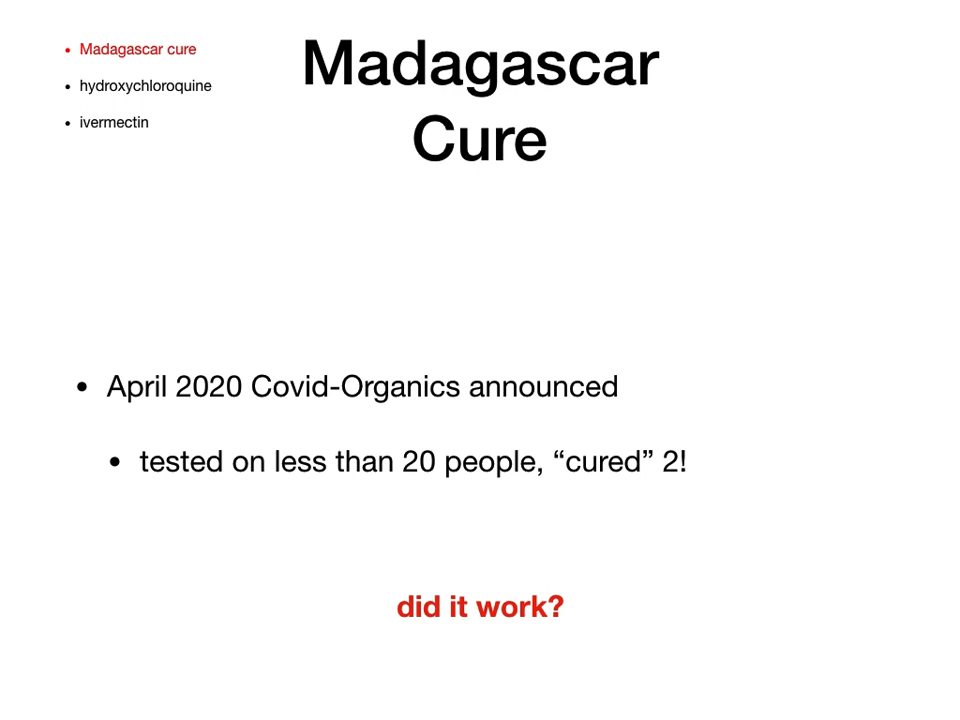 • Madagascar cure
• hydroxychloroquine
• ivermectin
Madagascar
Cure
• April 2020 Covid-Organics announced
• tested on less than 20 people, “cured” 2!
did it work?